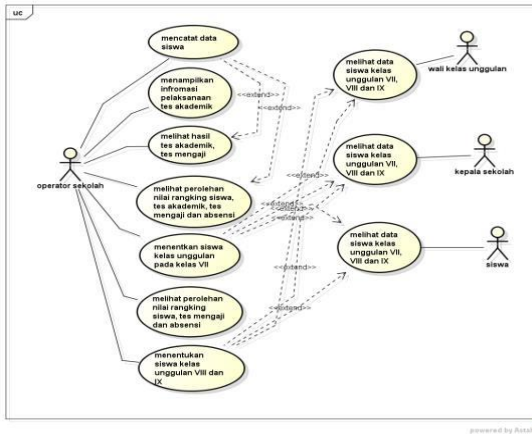 uc
mencatat data
siswa
menampilkan
infromasi
pelaksanaan
tes akademik
<<extend>>
<<extend>>
melihat hasil
tes akademik,
tes mengaji
operator sekolah
melihat perolehan
nilai rangking siswa,
tes akademik, tes
mengaji dan absensi
menentkan siswa
kelas unggulan
pada kelas VII
melihat perolehan
nilai rangking
siswa, tes mengaji
dan absensi
menentukan
siswa kelas
unggulan VIII dan
IX
melihat data
siswa kelas
unggulan VII,
VIII dan IX
wali kelas unggulan
<<extend>>
<<extend>>
melihat data
siswa kelas
unggulan VII,
VIII dan IX
kepala sekolah
<<extend>>
<<extend>>
<<extend>>
melihat data
siswa kelas
unggulan VII,
VIII dan IX
siswa
<<extend>>
<<extend>>
powered by Asta